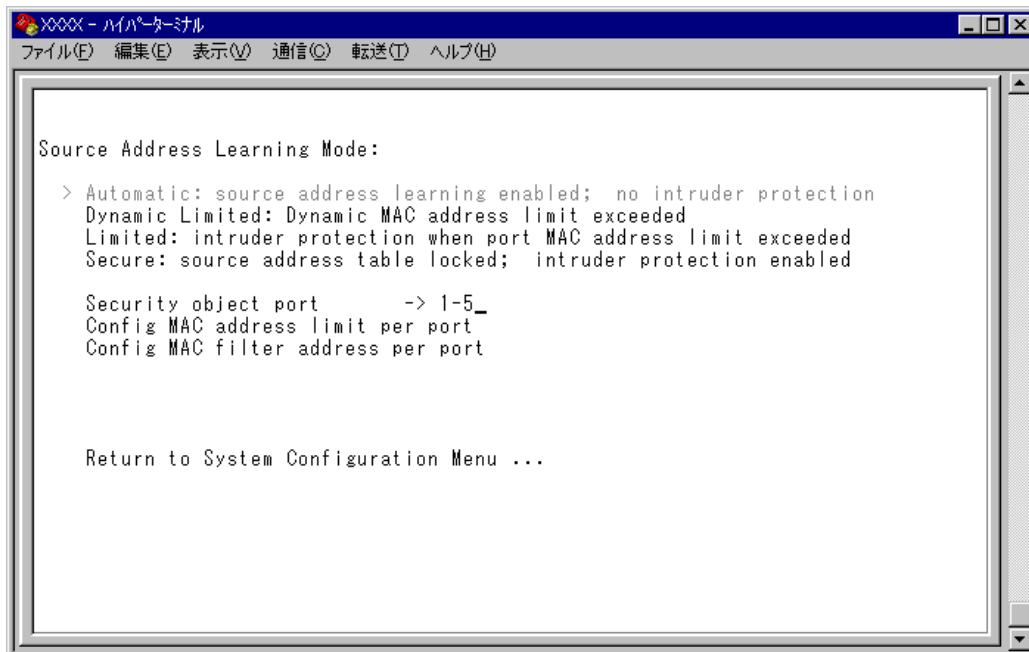 XXXX - ﾊｲﾊﾟｰﾀｰﾐﾅﾙ
ファイル(F) 編集(E) 表示(V) 通信(C) 転送(T) ヘルプ(H)
Source Address Learning Mode:
> Automatic: source address learning enabled; no intruder protection
Dynamic Limited: Dynamic MAC address limit exceeded
Limited: intruder protection when port MAC address limit exceeded
Secure: source address table locked; intruder protection enabled
Security object port -> 1-5_
Config MAC address limit per port
Config MAC filter address per port
Return to System Configuration Menu ...